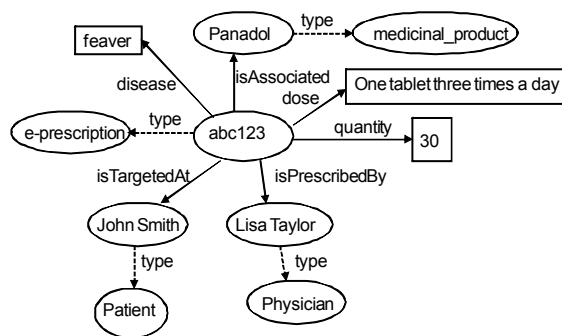 feaver
Panadol
type
medicinal_product
disease
isAssociated
dose
One tablet three times a day
e-prescription
type
abc123
quantity
30
isTargetedAt
isPrescribedBy
John Smith
Lisa Taylor
type
type
Patient
Physician